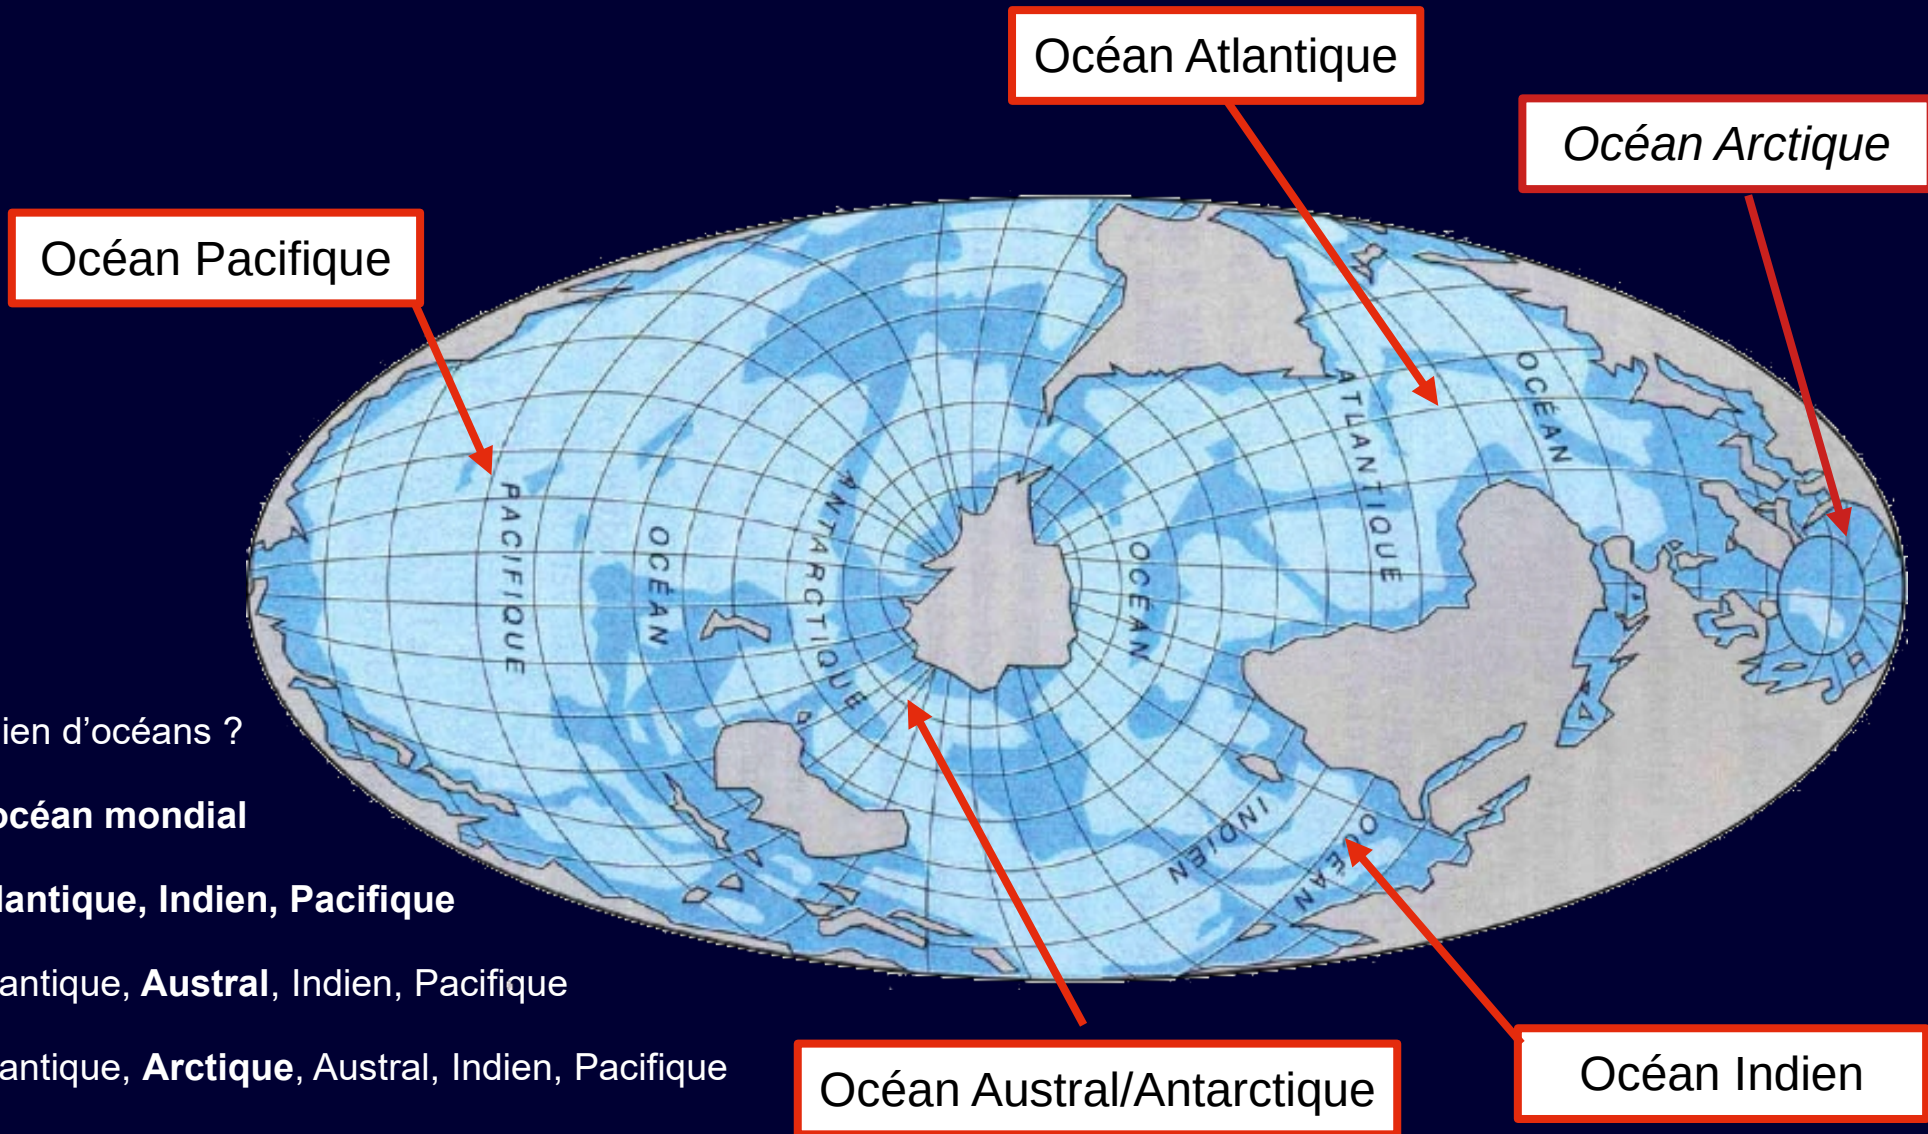 Océan Atlantique
Océan Arctique
Océan Pacifique
OCÉAN
ATLANTIQUE
PACIFIQUE
OCÉAN
ANTARCTIQUE
OCÉAN
INDIEN
OCÉAN
ien d’océans ?
océan mondial
lantique, Indien, Pacifique
antique, Austral, Indien, Pacifique
antique, Arctique, Austral, Indien, Pacifique
Océan Austral/Antarctique
Océan Indien